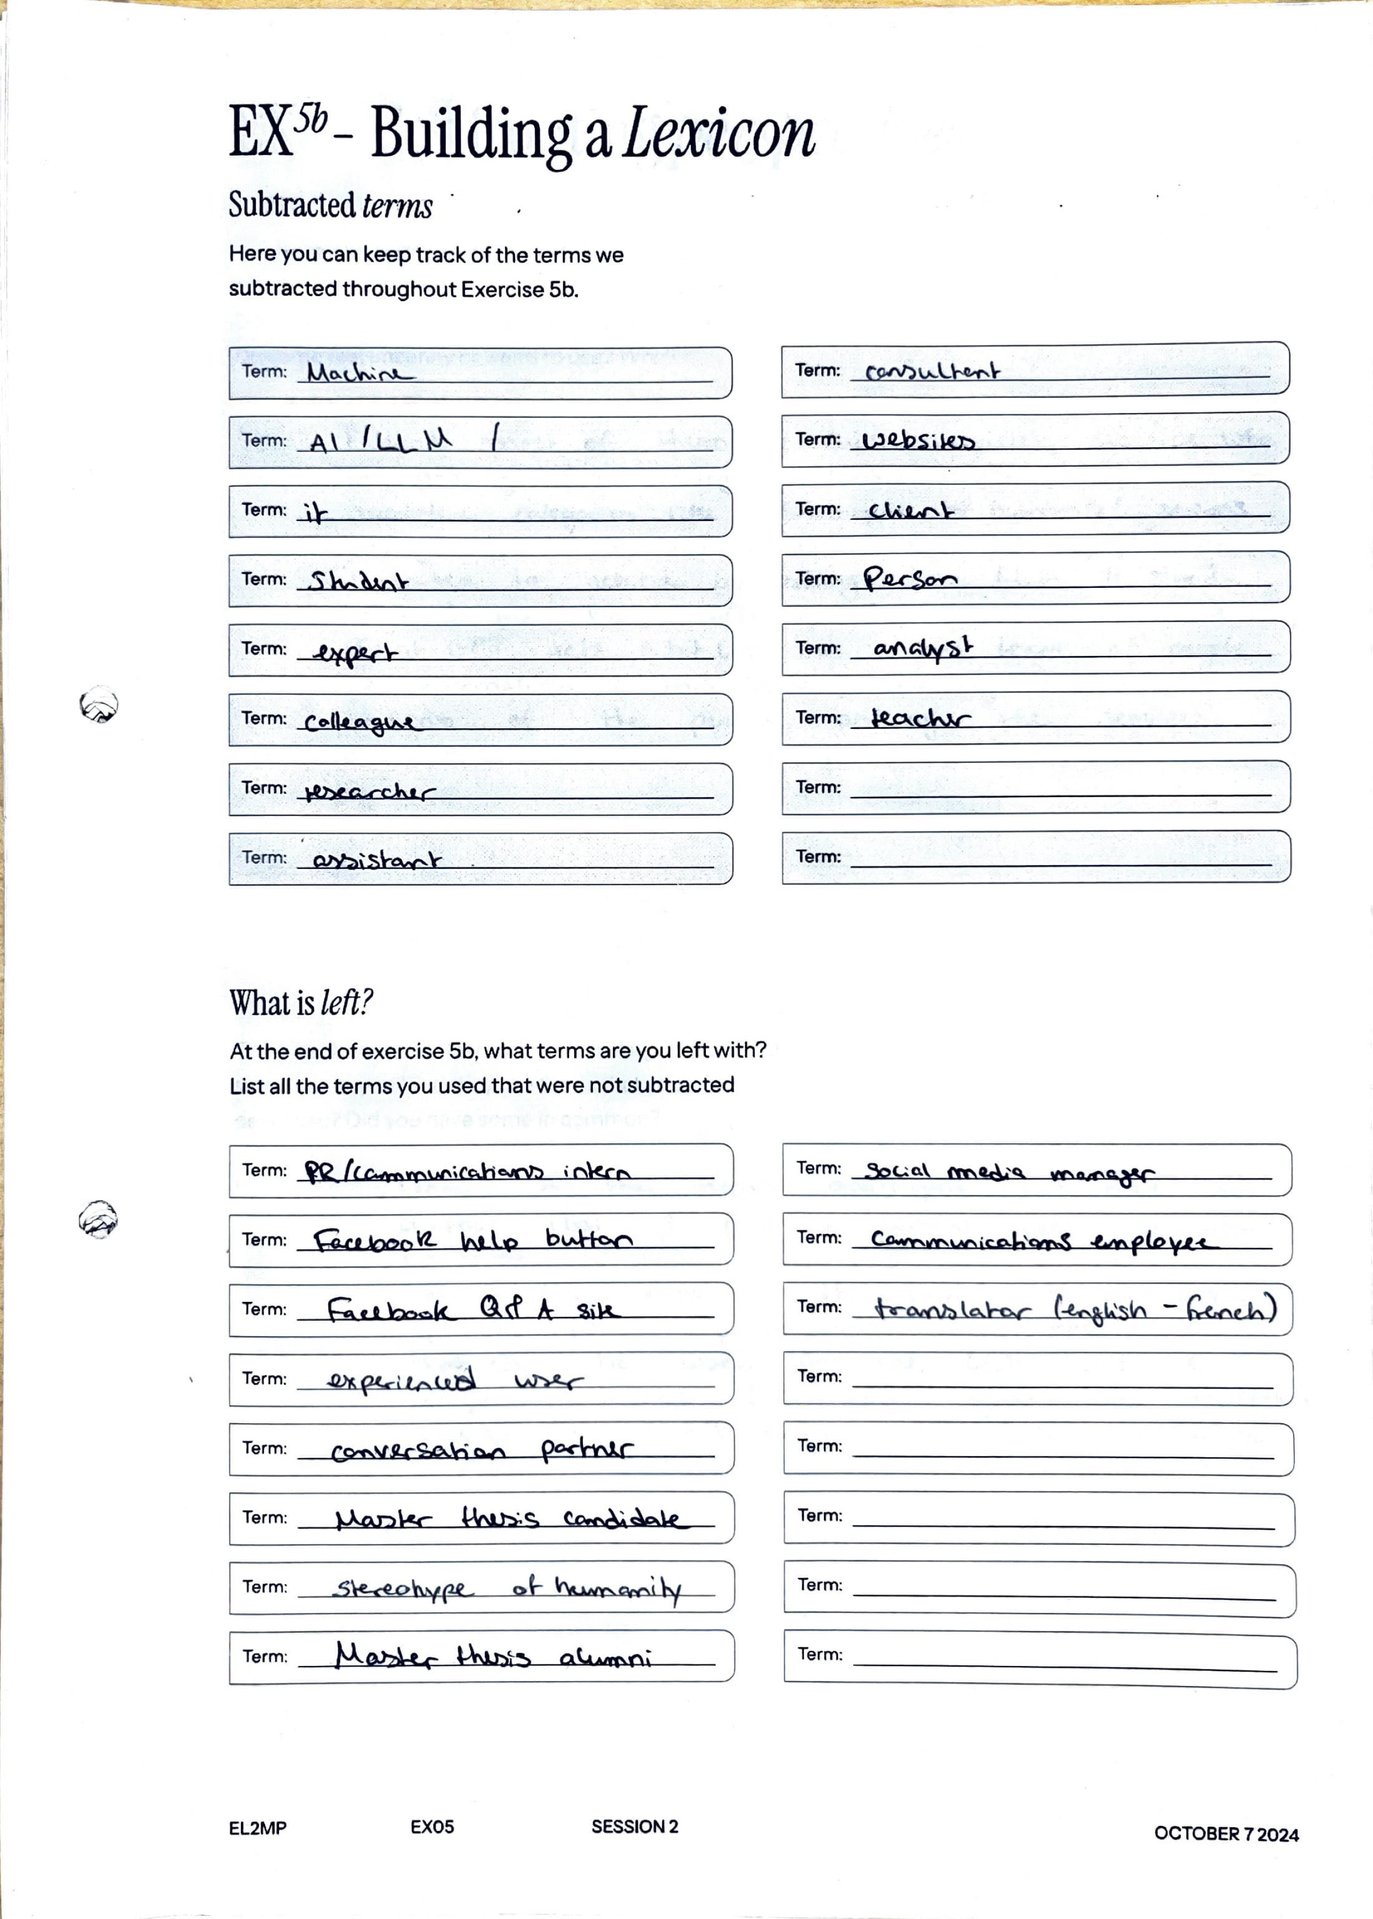 EX5b – Building a Lexicon
Subtracted terms
Here you can keep track of the terms we
subtracted throughout Exercise 5b.
Term: Machine
Term: AI / LLM /
Term: it
Term: Student
Term: expert
Term: colleague
Term: researcher
Term: assistant
Term: consultent
Term: websites
Term: client
Term: Person
Term: analyst
Term: teacher
Term:
Term:
What is left?
At the end of exercise 5b, what terms are you left with?
List all the terms you used that were not subtracted
Term: PR/communications intern
Term: Facebook help button
Term: Facebook Q&A site
Term: experienced user
Term: conversation partner
Term: Master thesis candidate
Term: stereotype of humanity
Term: Master thesis alumni
Term: Social media manager
Term: communications employee
Term: translator (english - french)
Term:
Term:
Term:
Term:
Term:
EL2MP EX05 SESSION 2 OCTOBER 7 2024